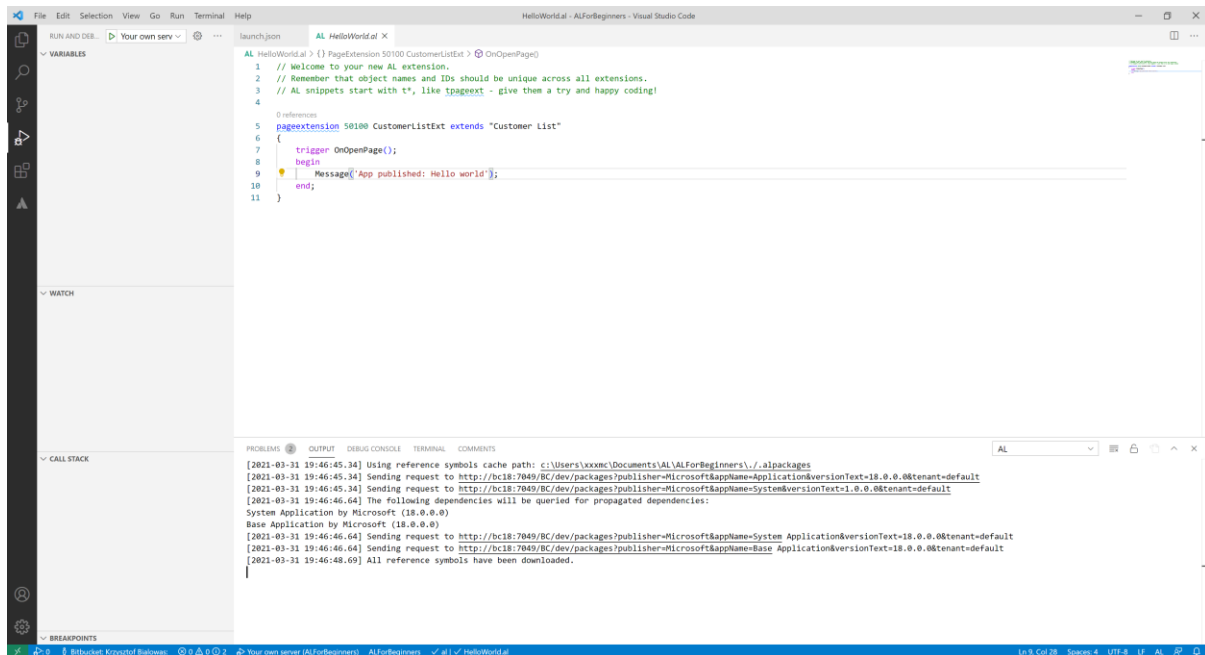 File Edit Selection View Go Run Terminal Help
HelloWorld.al - ALForBeginners - Visual Studio Code
RUN AND DEB... Your own serv
VARIABLES
WATCH
CALL STACK
BREAKPOINTS
launch.json AL HelloWorld.al
AL HelloWorld.al > {} PageExtension 50100 CustomerListExt > OnOpenPage()
1 // Welcome to your new AL extension.
2 // Remember that object names and IDs should be unique across all extensions.
3 // AL snippets start with t*, like tpageext - give them a try and happy coding!
4
0 references
5 pageextension 50100 CustomerListExt extends "Customer List"
6 {
7 trigger OnOpenPage();
8 begin
9 Message('App published: Hello world');
10 end;
11 }
PROBLEMS 2 OUTPUT DEBUG CONSOLE TERMINAL COMMENTS AL
[2021-03-31 19:46:45.34] Using reference symbols cache path: c:\Users\xxxmc\Documents\AL\ALForBeginners\./.alpackages
[2021-03-31 19:46:45.34] Sending request to http://bc18:7049/BC/dev/packages?publisher=Microsoft&appName=Application&versionText=18.0.0.0&tenant=default
[2021-03-31 19:46:45.34] Sending request to http://bc18:7049/BC/dev/packages?publisher=Microsoft&appName=System&versionText=1.0.0.0&tenant=default
[2021-03-31 19:46:46.64] The following dependencies will be queried for propagated dependencies:
System Application by Microsoft (18.0.0.0)
Base Application by Microsoft (18.0.0.0)
[2021-03-31 19:46:46.64] Sending request to http://bc18:7049/BC/dev/packages?publisher=Microsoft&appName=System Application&versionText=18.0.0.0&tenant=default
[2021-03-31 19:46:46.64] Sending request to http://bc18:7049/BC/dev/packages?publisher=Microsoft&appName=Base Application&versionText=18.0.0.0&tenant=default
[2021-03-31 19:46:48.69] All reference symbols have been downloaded.
0 Bitbucket: Krzysztof Bialowas: 0 0 2 Your own server (ALForBeginners) ALForBeginners al | HelloWorld.al Ln 9, Col 28 Spaces: 4 UTF-8 LF AL